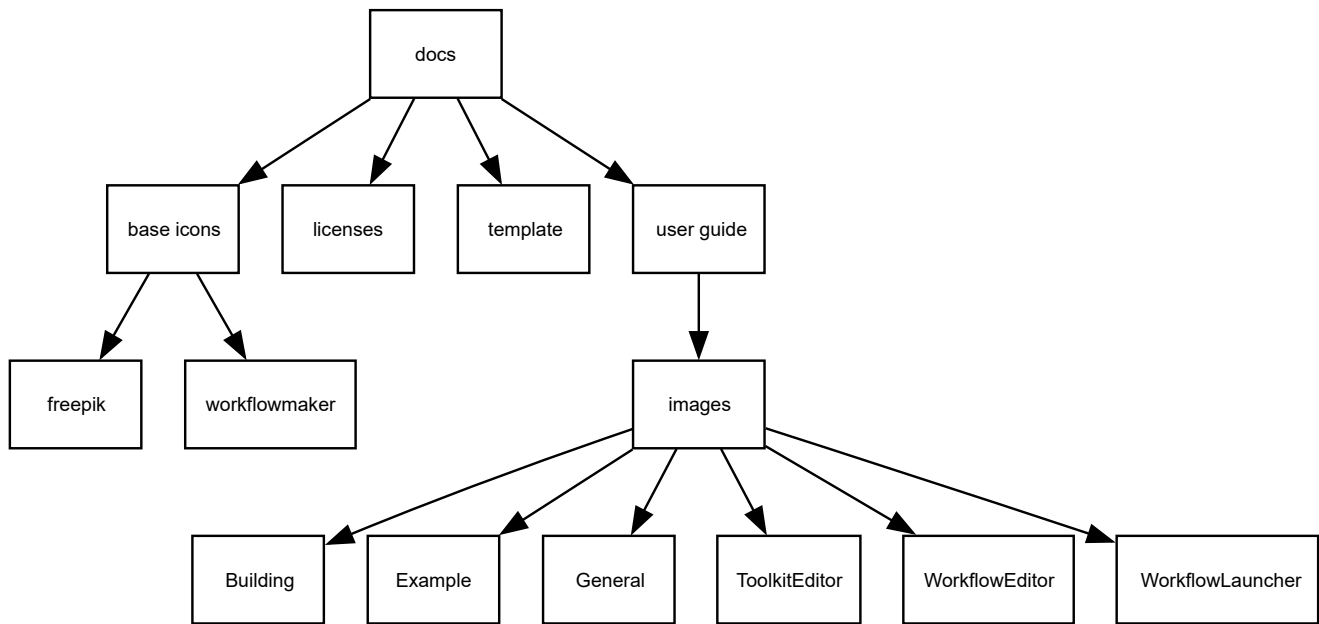 docs
base icons
licenses
template
user guide
freepik
workflowmaker
images
Building
Example
General
ToolkitEditor
WorkflowEditor
WorkflowLauncher